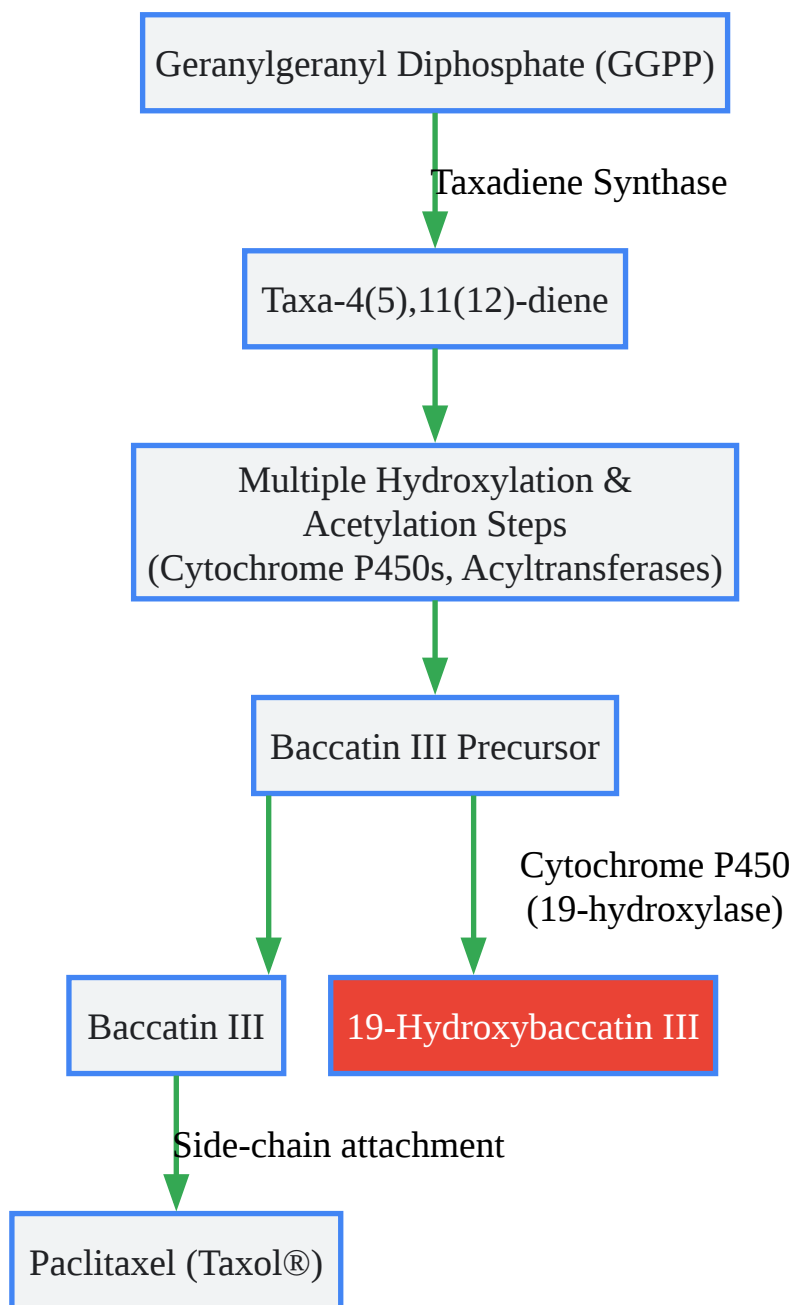 Geranylgeranyl Diphosphate (GGPP)
Taxadiene Synthase
Taxa-4(5),11(12)-diene
Multiple Hydroxylation &
Acetylation Steps
(Cytochrome P450s, Acyltransferases)
Baccatin III Precursor
Cytochrome P450
(19-hydroxylase)
Baccatin III
19-Hydroxybaccatin III
Side-chain attachment
Paclitaxel (Taxol®)